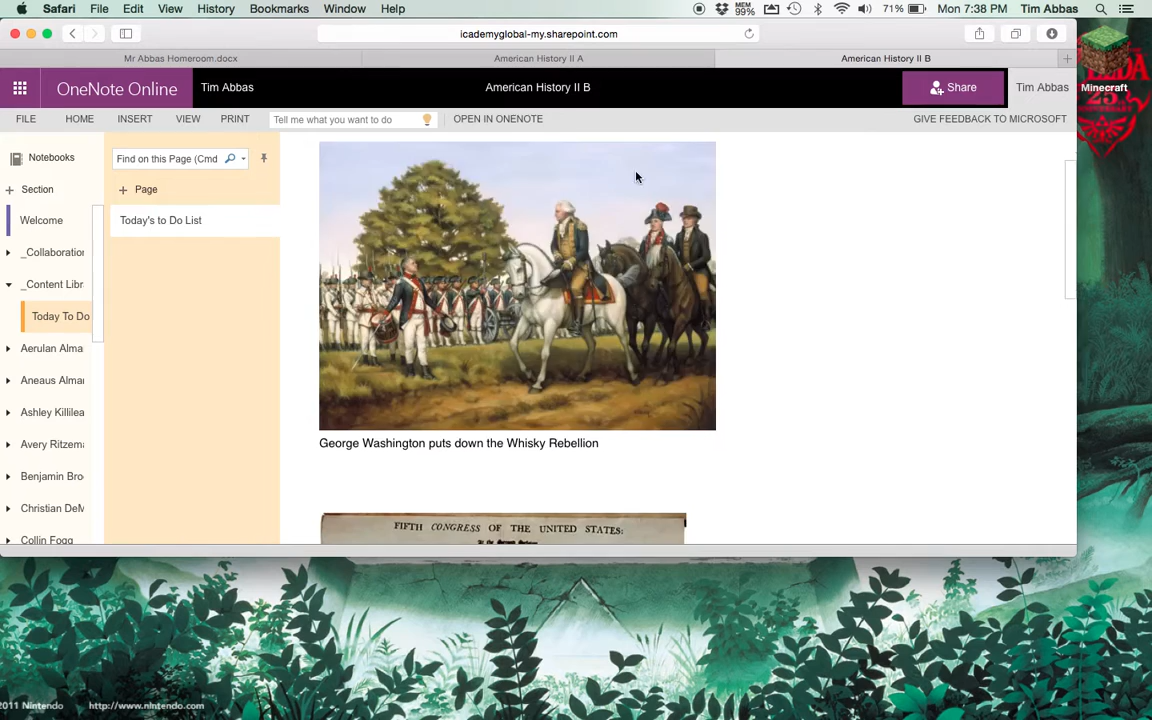 Safari File Edit View History Bookmarks Window Help MEM 99% 71% Mon 7:38 PM Tim Abbas
icademyglobal-my.sharepoint.com
Mr Abbas Homeroom.docx American History II A American History II B
OneNote Online Tim Abbas American History II B Share Tim Abbas
Minecraft
FILE HOME INSERT VIEW PRINT Tell me what you want to do OPEN IN ONENOTE GIVE FEEDBACK TO MICROSOFT
Notebooks Find on this Page (Cmd
Section Page
Welcome Today's to Do List
_Collaboration
_Content Libr
Today To Do
Aerulan Alma
Aneaus Alma
Ashley Killilea
Avery Ritzem
George Washington puts down the Whisky Rebellion
Benjamin Bro
Christian DeM
FIFTH CONGRESS OF THE UNITED STATES:
Collin Fogg
2011 Nintendo http://www.nintendo.com